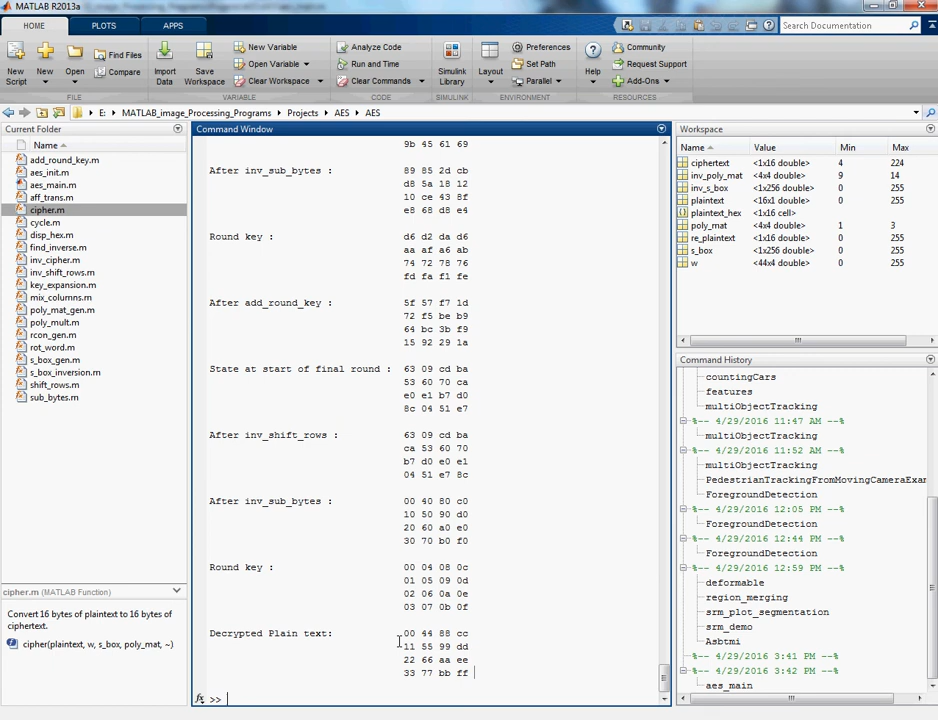 MATLAB R2013a
HOME PLOTS APPS
Search Documentation
New Script
New
Open
Find Files
Compare
FILE
Import Data
Save Workspace
New Variable
Open Variable
Clear Workspace
VARIABLE
Analyze Code
Run and Time
Clear Commands
CODE
Simulink Library
SIMULINK
Layout
Preferences
Set Path
Parallel
ENVIRONMENT
Help
Community
Request Support
Add-Ons
RESOURCES
E: MATLAB_image_Processing_Programs Projects AES AES
Current Folder
Name
add_round_key.m
aes_init.m
aes_main.m
aff_trans.m
cipher.m
cycle.m
disp_hex.m
find_inverse.m
inv_cipher.m
inv_shift_rows.m
key_expansion.m
mix_columns.m
poly_mat_gen.m
poly_mult.m
rcon_gen.m
rot_word.m
s_box_gen.m
s_box_inversion.m
shift_rows.m
sub_bytes.m
cipher.m (MATLAB Function)
Convert 16 bytes of plaintext to 16 bytes of
ciphertext.
cipher(plaintext, w, s_box, poly_mat, ~)
Command Window
9b 45 61 69
After inv_sub_bytes : 89 85 2d cb
d8 5a 18 12
10 ce 43 8f
e8 68 d8 e4
Round key : d6 d2 da d6
aa af a6 ab
74 72 78 76
fd fa f1 fe
After add_round_key : 5f 57 f7 1d
72 f5 be b9
64 bc 3b f9
15 92 29 1a
State at start of final round : 63 09 cd ba
53 60 70 ca
e0 e1 b7 d0
8c 04 51 e7
After inv_shift_rows : 63 09 cd ba
ca 53 60 70
b7 d0 e0 e1
04 51 e7 8c
After inv_sub_bytes : 00 40 80 c0
10 50 90 d0
20 60 a0 e0
30 70 b0 f0
Round key : 00 04 08 0c
01 05 09 0d
02 06 0a 0e
03 07 0b 0f
Decrypted Plain text: 00 44 88 cc
11 55 99 dd
22 66 aa ee
33 77 bb ff
fx >>
Workspace
Name Value Min Max
ciphertext <1x16 double> 4 224
inv_poly_mat <4x4 double> 9 14
inv_s_box <1x256 double> 0 255
plaintext <16x1 double> 0 255
plaintext_hex <1x16 cell>
poly_mat <4x4 double> 1 3
re_plaintext <1x16 double> 0 255
s_box <1x256 double> 0 255
w <44x4 double> 0 255
Command History
countingCars
features
multiObjectTracking
%-- 4/29/2016 11:47 AM --%
multiObjectTracking
%-- 4/29/2016 11:52 AM --%
multiObjectTracking
PedestrianTrackingFromMovingCameraExam
ForegroundDetection
%-- 4/29/2016 12:05 PM --%
ForegroundDetection
%-- 4/29/2016 12:44 PM --%
ForegroundDetection
%-- 4/29/2016 12:59 PM --%
deformable
region_merging
srm_plot_segmentation
srm_demo
Asbtmi
%-- 4/29/2016 3:41 PM --%
%-- 4/29/2016 3:42 PM --%
aes_main